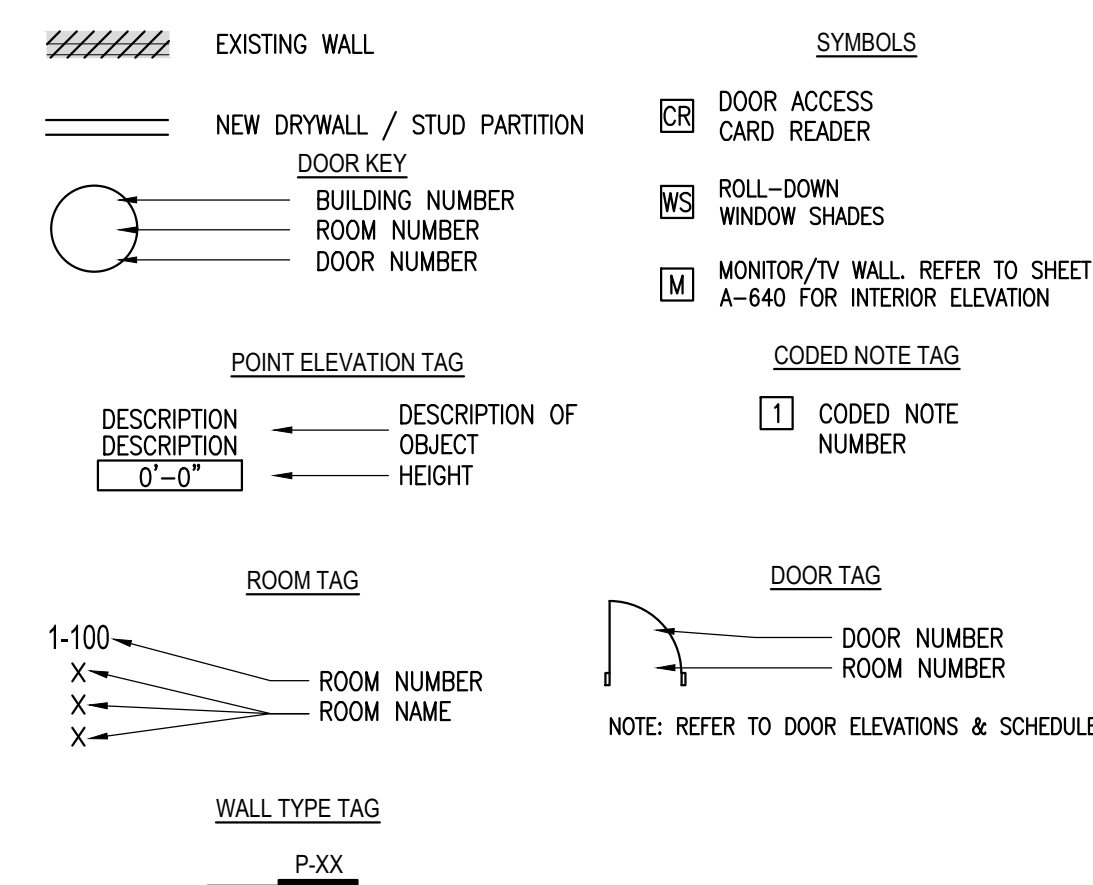 EXISTING WALL
NEW DRYWALL / STUD PARTITION
DOOR KEY
BUILDING NUMBER
ROOM NUMBER
DOOR NUMBER
SYMBOLS
CR
DOOR ACCESS
CARD READER
WS
ROLL-DOWN
WINDOW SHADES
M
MONITOR/TV WALL. REFER TO SHEET
A-640 FOR INTERIOR ELEVATION
POINT ELEVATION TAG
DESCRIPTION
DESCRIPTION
0'-0"
DESCRIPTION OF
OBJECT
HEIGHT
CODED NOTE TAG
1
CODED NOTE
NUMBER
ROOM TAG
1-100
X
X
X
ROOM NUMBER
ROOM NAME
DOOR TAG
DOOR NUMBER
ROOM NUMBER
NOTE: REFER TO DOOR ELEVATIONS & SCHEDULE
WALL TYPE TAG
P-XX